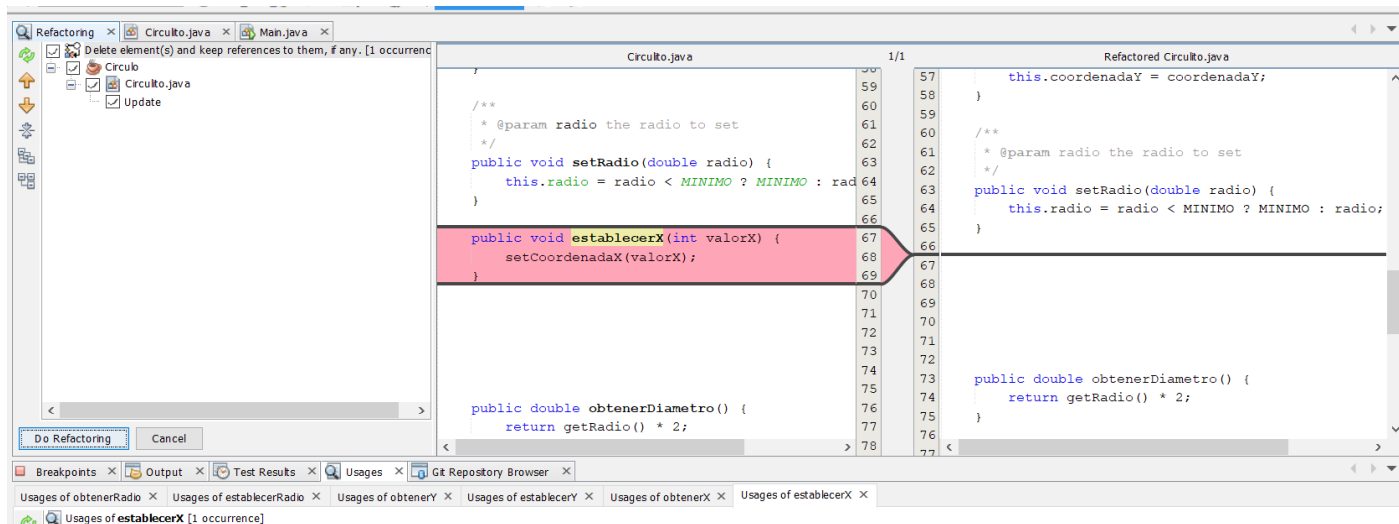 Refactoring Circulito.java Main.java
Delete element(s) and keep references to them, if any. [1 occurrenc
Circulo
Circulito.java
Update
Do Refactoring Cancel
Circulito.java 1/1 Refactored Circulito.java
}
59
60 /**
61 * @param radio the radio to set
62 */
63 public void setRadio(double radio) {
64 this.radio = radio < MINIMO ? MINIMO : rad
65 }
66
67 public void establecerX(int valorX) {
68 setCoordenadaX(valorX);
69 }
70
71
72
73
74
75
76 public double obtenerDiametro() {
77 return getRadio() * 2;
78
57 this.coordenadaY = coordenadaY;
58 }
59
60 /**
61 * @param radio the radio to set
62 */
63 public void setRadio(double radio) {
64 this.radio = radio < MINIMO ? MINIMO : radio;
65 }
66
67
68
69
70
71
72
73 public double obtenerDiametro() {
74 return getRadio() * 2;
75 }
76
77
Breakpoints Output Test Results Usages Git Repository Browser
Usages of obtenerRadio Usages of establecerRadio Usages of obtenerY Usages of establecerY Usages of obtenerX Usages of establecerX
Usages of establecerX [1 occurrence]